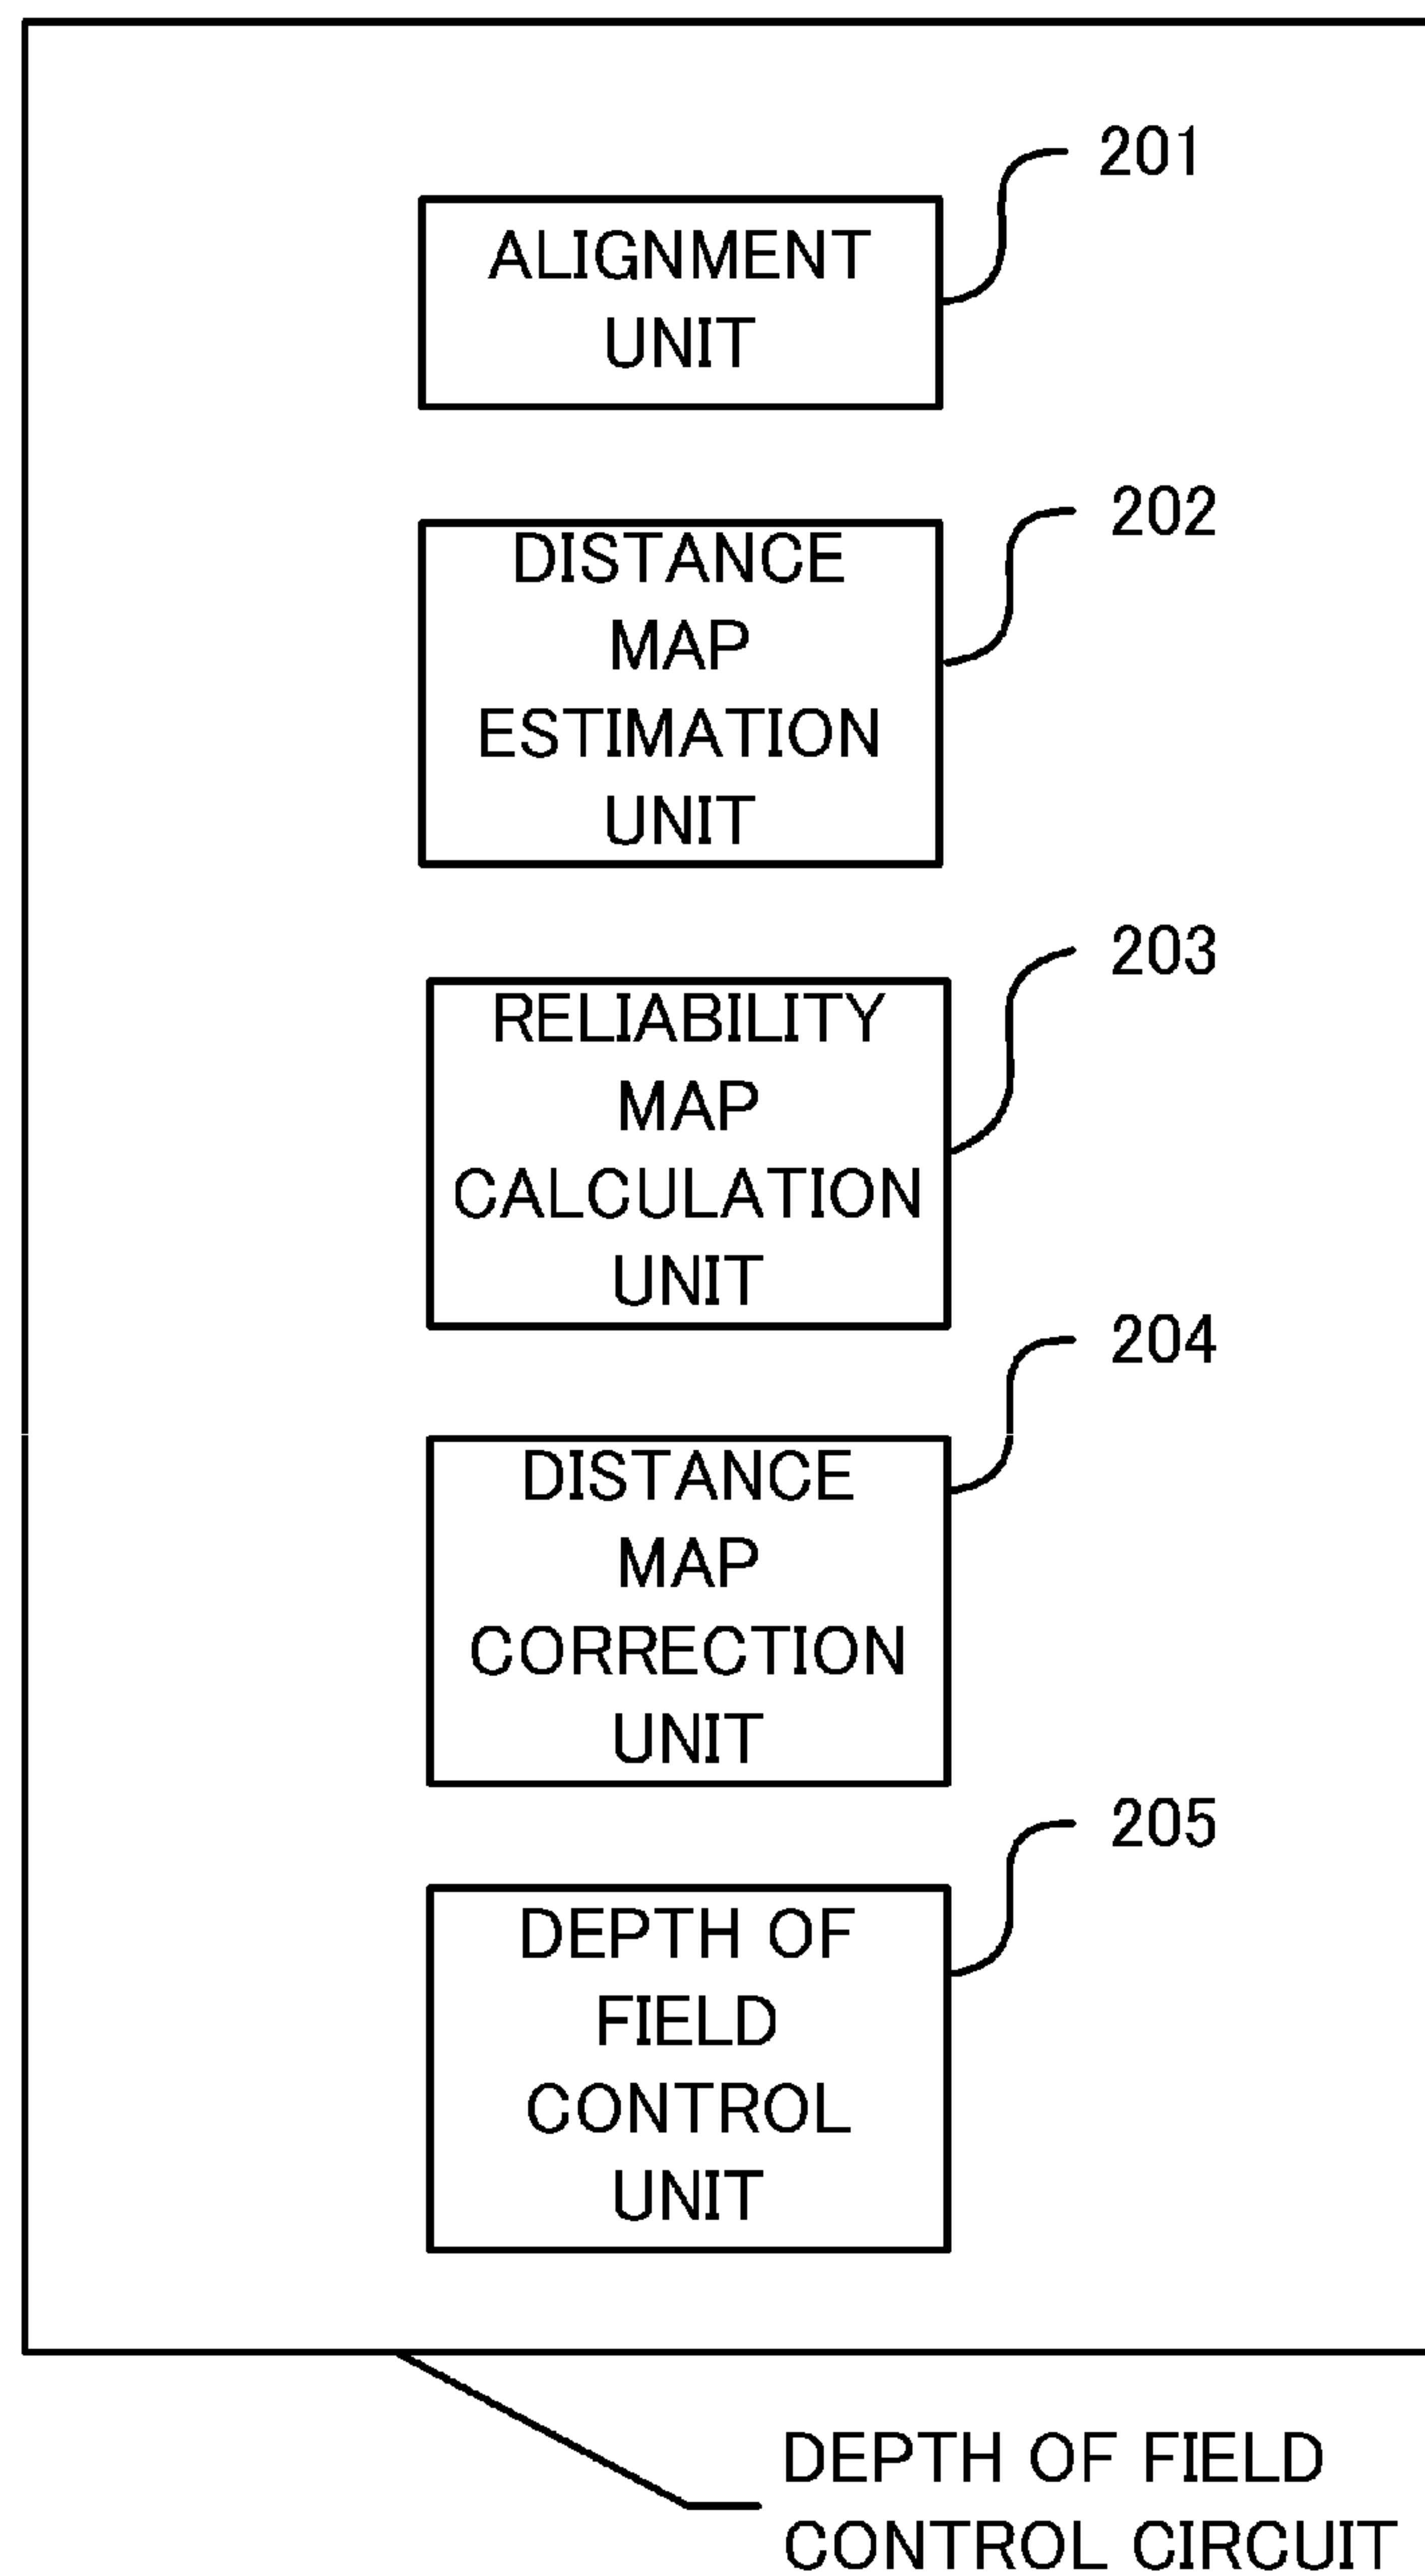 201
ALIGNMENT
UNIT
202
DISTANCE
MAP
ESTIMATION
UNIT
203
RELIABILITY
MAP
CALCULATION
UNIT
204
DISTANCE
MAP
CORRECTION
UNIT
205
DEPTH OF
FIELD
CONTROL
UNIT
DEPTH OF FIELD
CONTROL CIRCUIT